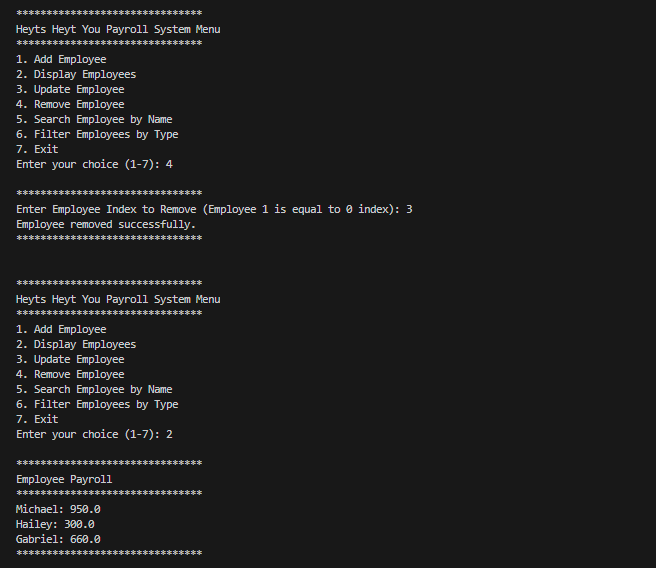 *******************************
Heyts Heyt You Payroll System Menu
*******************************
1. Add Employee
2. Display Employees
3. Update Employee
4. Remove Employee
5. Search Employee by Name
6. Filter Employees by Type
7. Exit
Enter your choice (1-7): 4
*******************************
Enter Employee Index to Remove (Employee 1 is equal to 0 index): 3
Employee removed successfully.
*******************************
*******************************
Heyts Heyt You Payroll System Menu
*******************************
1. Add Employee
2. Display Employees
3. Update Employee
4. Remove Employee
5. Search Employee by Name
6. Filter Employees by Type
7. Exit
Enter your choice (1-7): 2
*******************************
Employee Payroll
*******************************
Michael: 950.0
Hailey: 300.0
Gabriel: 660.0
*******************************